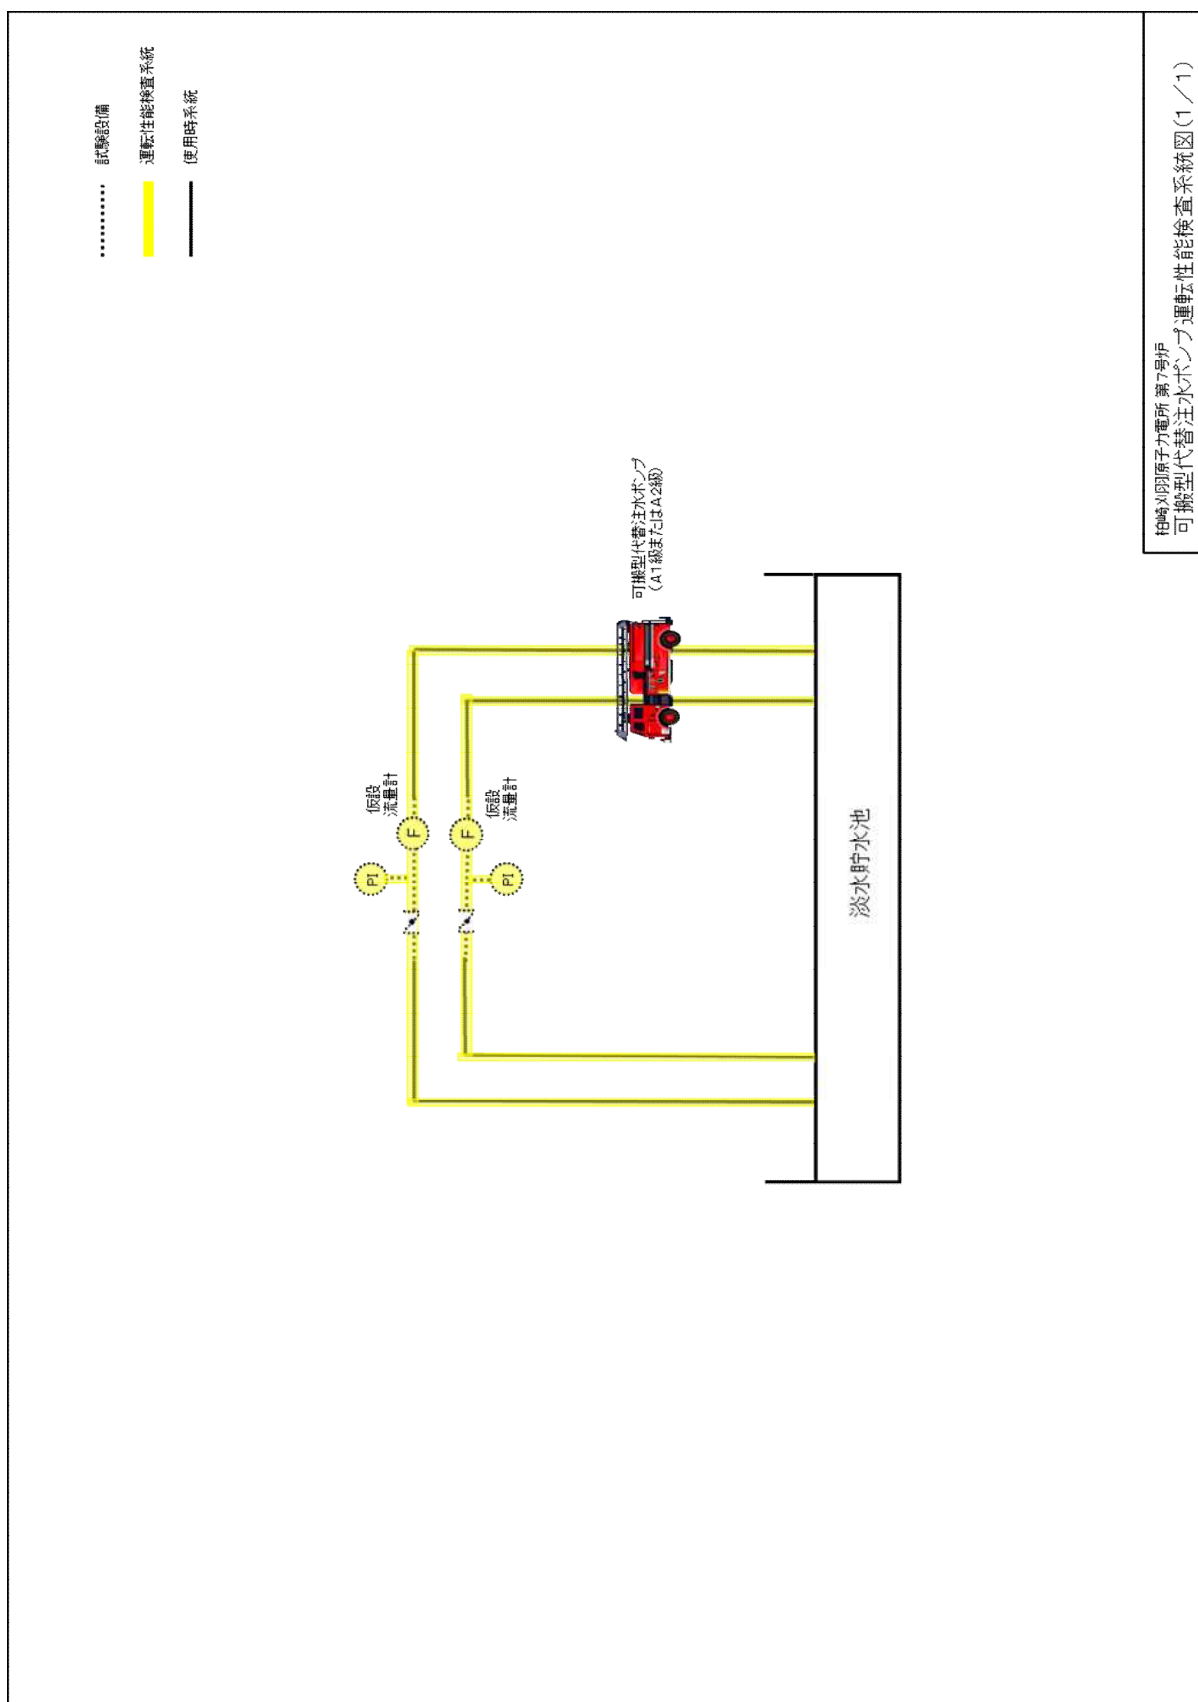 試験設備
運転性能検査系統
使用時系統
可搬型代替注水ポンプ
(A1級またはA2級)
仮設
流量計
仮設
流量計
F
F
PI
PI
淡水貯水池
柏崎刈羽原子力発電所 第7号炉
可搬型代替注水ポンプ運転性能検査系統図(1/1)